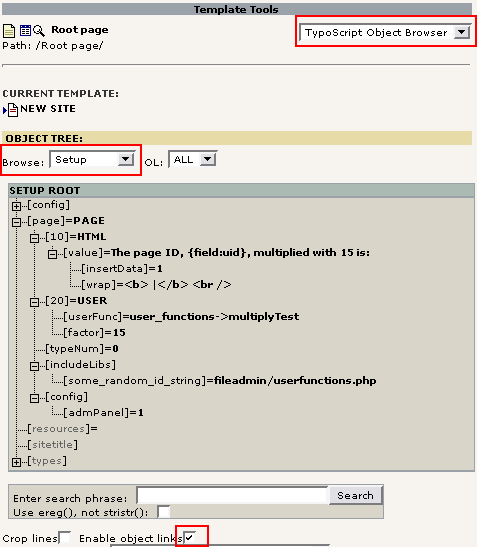 Template Tools
Root page
TypoScript Object Browser
Path: /Root page/
CURRENT TEMPLATE:
NEW SITE
OBJECT TREE:
Browse: Setup OL: ALL
SETUP ROOT
[config]
[page]=PAGE
[10]=HTML
[value]=The page ID, {field:uid}, multiplied with 15 is:
[insertData]=1
[wrap]=<b> |</b> <br />
[20]=USER
[userFunc]=user_functions->multiplyTest
[factor]=15
[typeNum]=0
[includeLibs]
[some_random_id_string]=fileadmin/userfunctions.php
[config]
[admPanel]=1
[resources]=
[sitetitle]
[types]
Enter search phrase: Search
Use ereg(), not stristr():
Crop lines Enable object links